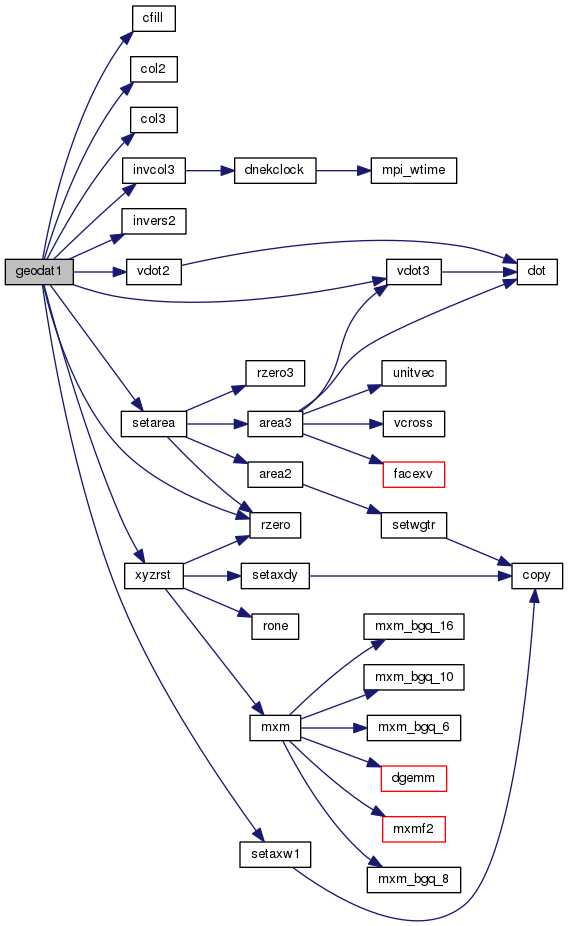 cfill
col2
col3
invcol3 dnekclock mpi_wtime
invers2
geodat1 vdot2 vdot3 dot
rzero3 unitvec
setarea area3 vcross
area2 facexv
rzero setwgtr
xyzrst setaxdy copy
rone mxm_bgq_16
mxm_bgq_10
mxm mxm_bgq_6
dgemm
mxmf2
setaxw1
mxm_bgq_8